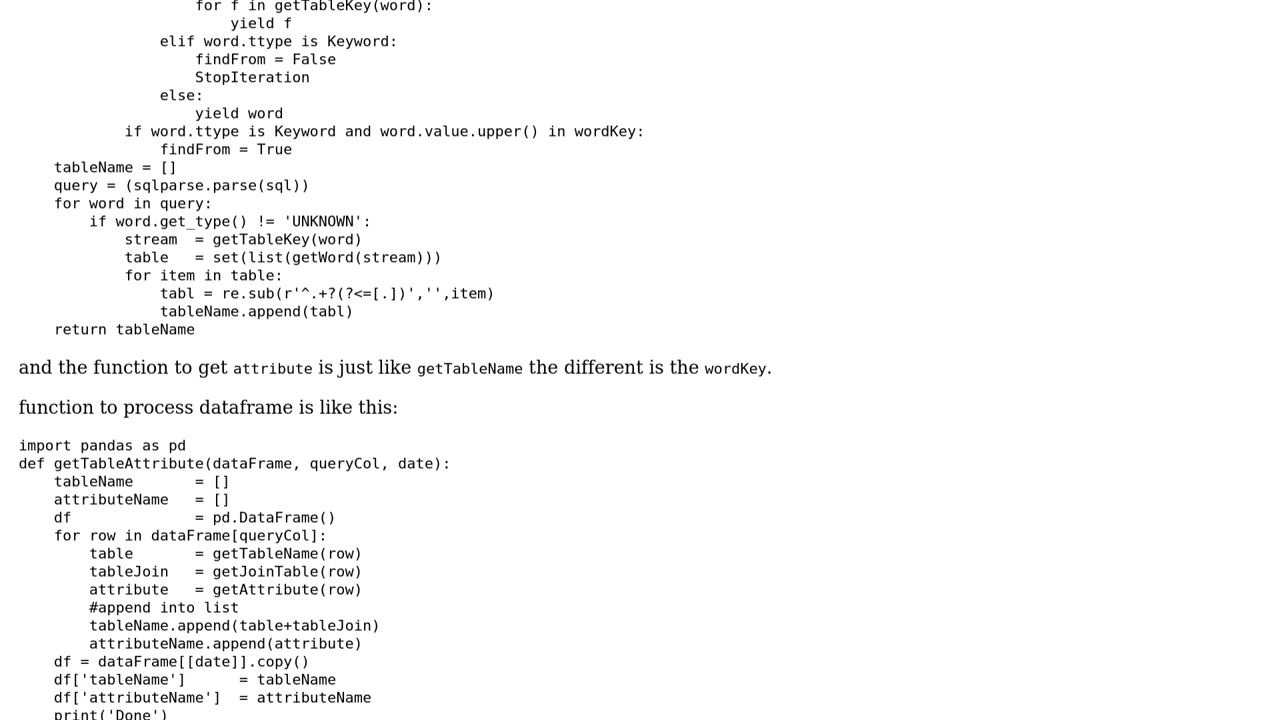 for f in getTableKey(word):
                        yield f
                elif word.ttype is Keyword:
                    findFrom = False
                    StopIteration
                else:
                    yield word
            if word.ttype is Keyword and word.value.upper() in wordKey:
                findFrom = True
    tableName = []
    query = (sqlparse.parse(sql))
    for word in query:
        if word.get_type() != 'UNKNOWN':
            stream  = getTableKey(word)
            table   = set(list(getWord(stream)))
            for item in table:
                tabl = re.sub(r'^.+?(?<=[.])','',item)
                tableName.append(tabl)
    return tableName
and the function to get attribute is just like getTableName the different is the wordKey.
function to process dataframe is like this:
import pandas as pd
def getTableAttribute(dataFrame, queryCol, date):
    tableName       = []
    attributeName   = []
    df              = pd.DataFrame()
    for row in dataFrame[queryCol]:
        table       = getTableName(row)
        tableJoin   = getJoinTable(row)
        attribute   = getAttribute(row)
        #append into list
        tableName.append(table+tableJoin)
        attributeName.append(attribute)
    df = dataFrame[[date]].copy()
    df['tableName']      = tableName
    df['attributeName']  = attributeName
    print('Done')